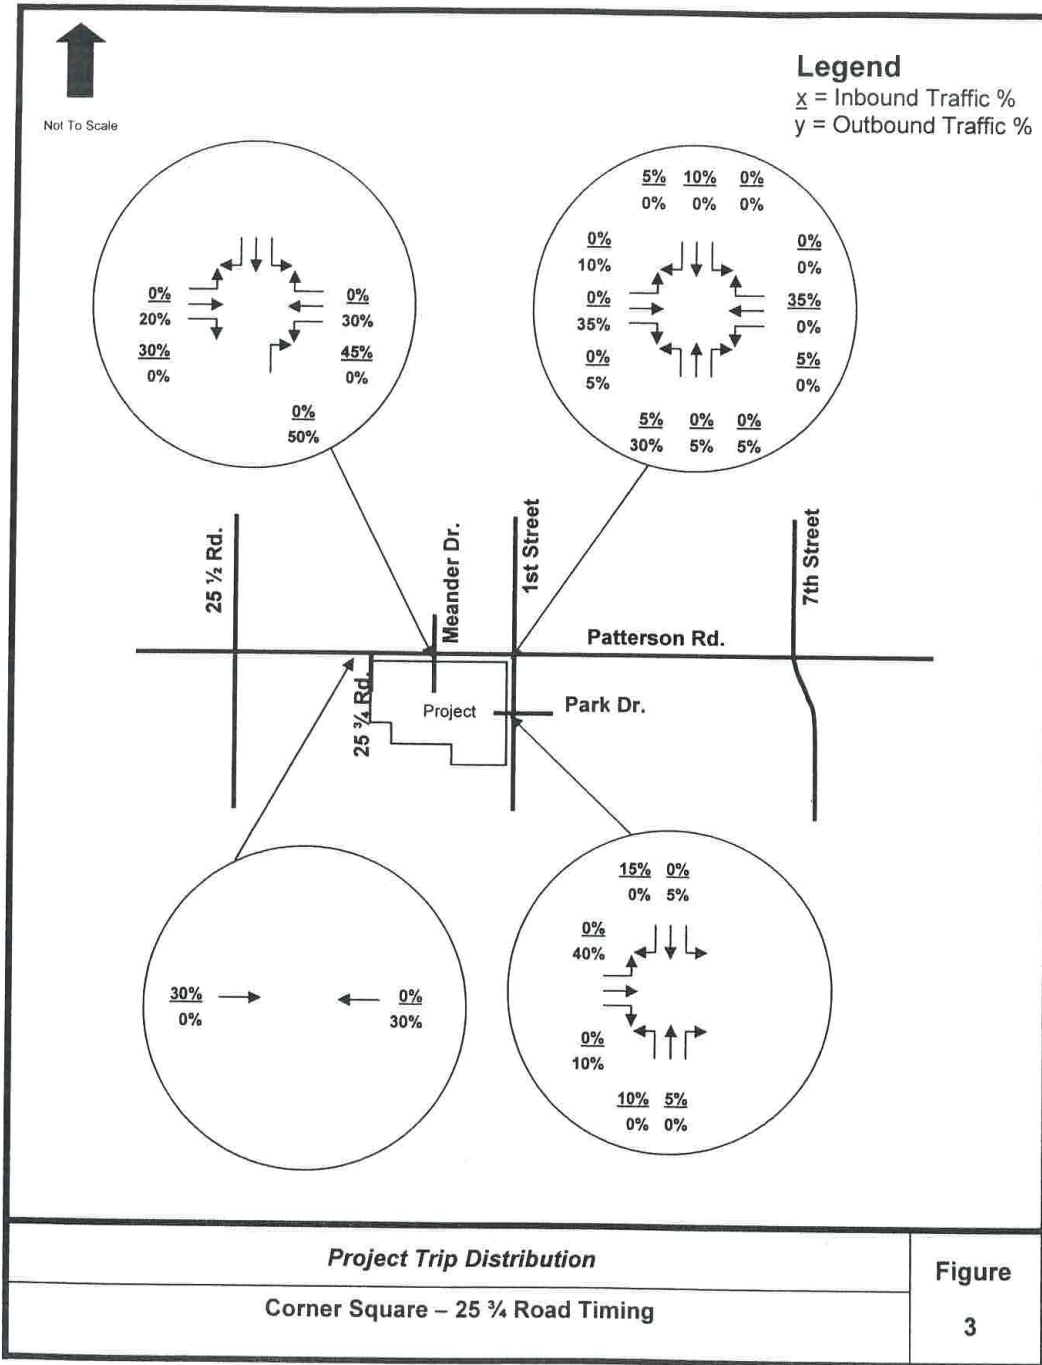 Legend
x = Inbound Traffic %
y = Outbound Traffic %
Not To Scale
0%
20%
30%
0%
0%
30%
45%
0%
0%
50%
5% 10% 0%
0% 0% 0%
0%
10%
0%
35%
0%
5%
0%
0%
35%
0%
5%
0%
5% 0% 0%
30% 5% 5%
25 ½ Rd.
Meander Dr.
1st Street
7th Street
Patterson Rd.
25 ¾ Rd.
Project
Park Dr.
30%
0%
0%
30%
15% 0%
0% 5%
0%
40%
0%
10%
10% 5%
0% 0%
Project Trip Distribution
Corner Square – 25 ¾ Road Timing
Figure
3